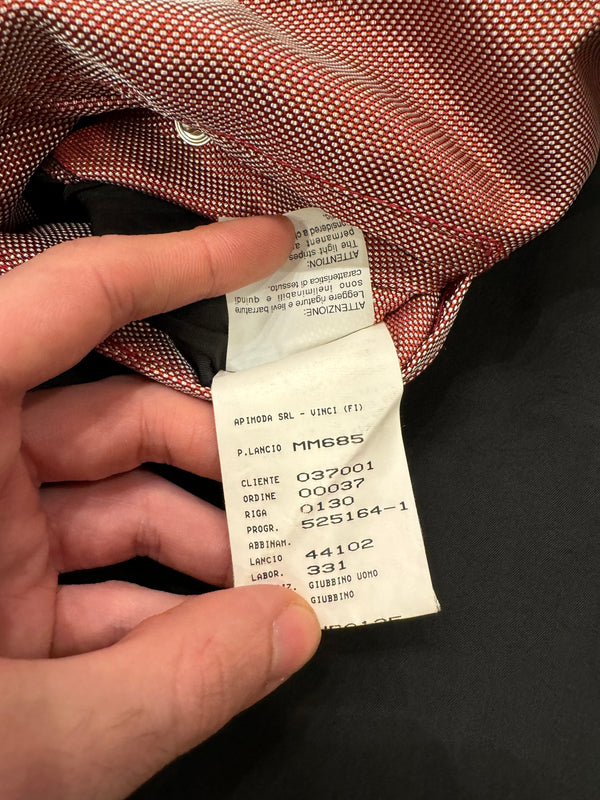 ATTENZIONE:
Leggere rigature e lievi barrature
sono ineliminabili e quindi
caratteristica di tessuto.
ATTENTION:
The light stripes
permanent a
considered a c
APIMODA SRL - VINCI (FI)
P.LANCIO MM685
CLIENTE 037001
ORDINE 00037
RIGA 0130
PROGR. 525164-1
ABBINAM.
LANCIO 44102
LABOR. 331
GIUBBINO UOMO
GIUBBINO